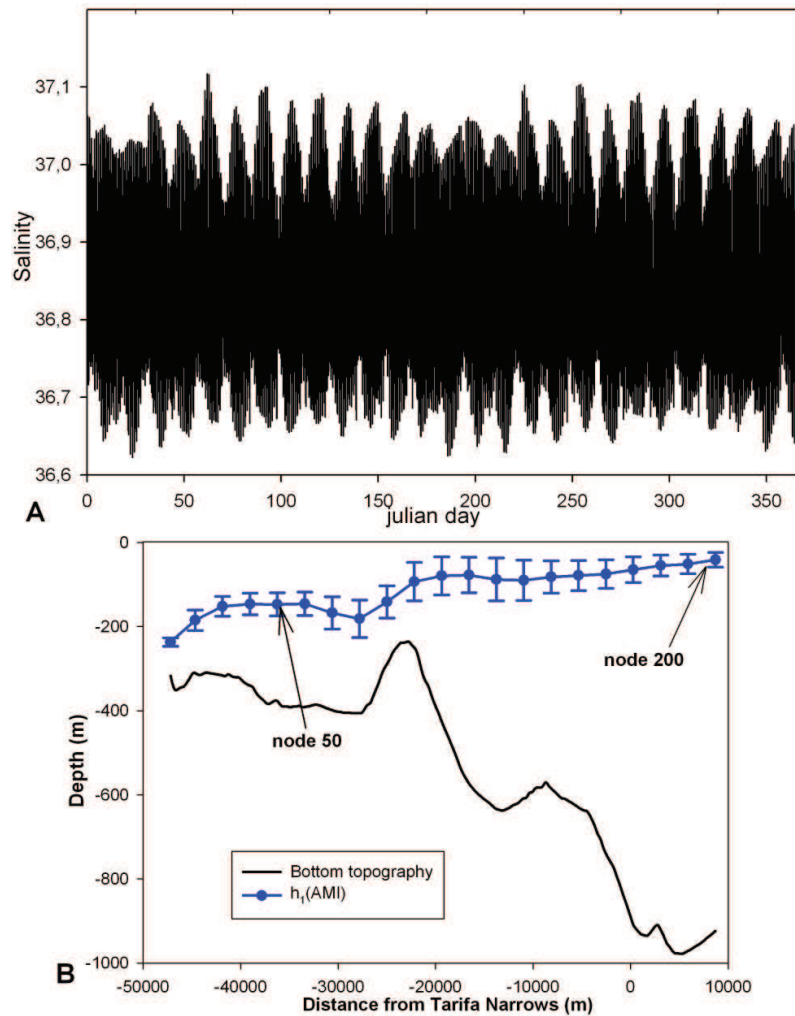 37,1
37,0
36,9
36,8
36,7
36,6
Salinity
0 50 100 150 200 250 300 350
julian day
A
0
-200
-400
-600
-800
-1000
Depth (m)
node 50
node 200
Bottom topography
h₁(AMI)
-50000 -40000 -30000 -20000 -10000 0 10000
Distance from Tarifa Narrows (m)
B